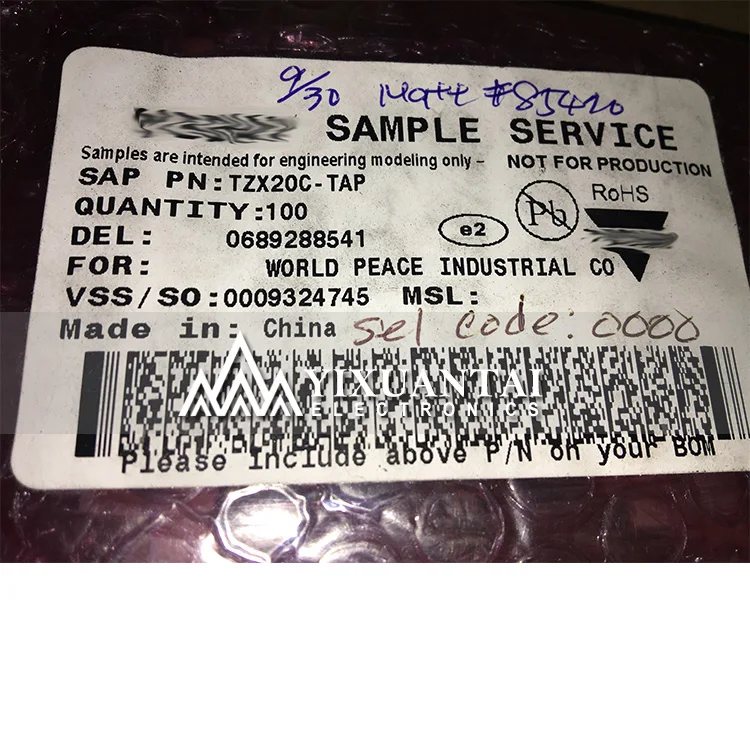 9/30 Matt #85420
SAMPLE SERVICE
Samples are intended for engineering modeling only – NOT FOR PRODUCTION
SAP PN:TZX20C-TAP
QUANTITY:100
Pb
RoHS
DEL: 0689288541
e2
FOR: WORLD PEACE INDUSTRIAL CO
VSS/SO:0009324745 MSL:
Made in: China sel code: 0000
YIXUANTAI
ELECTRONICS
Please Include above P/N on your BOM